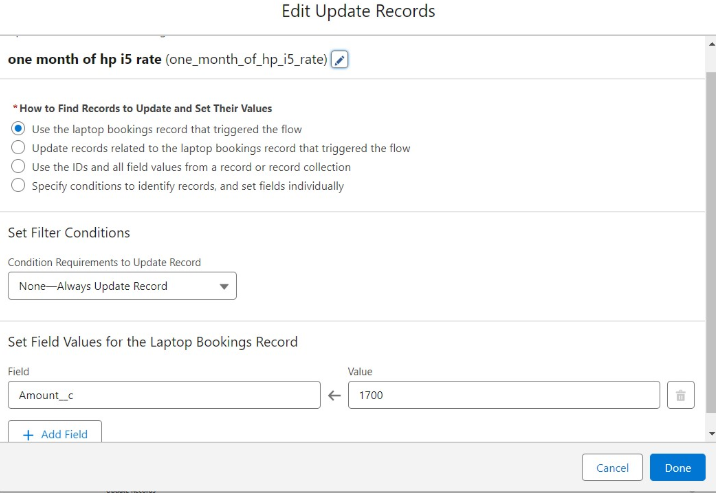 Edit Update Records
one month of hp i5 rate (one_month_of_hp_i5_rate)
*How to Find Records to Update and Set Their Values
Use the laptop bookings record that triggered the flow
Update records related to the laptop bookings record that triggered the flow
Use the IDs and all field values from a record or record collection
Specify conditions to identify records, and set fields individually
Set Filter Conditions
Condition Requirements to Update Record
None—Always Update Record
Set Field Values for the Laptop Bookings Record
Field Value
Amount__c 1700
+ Add Field
Cancel Done